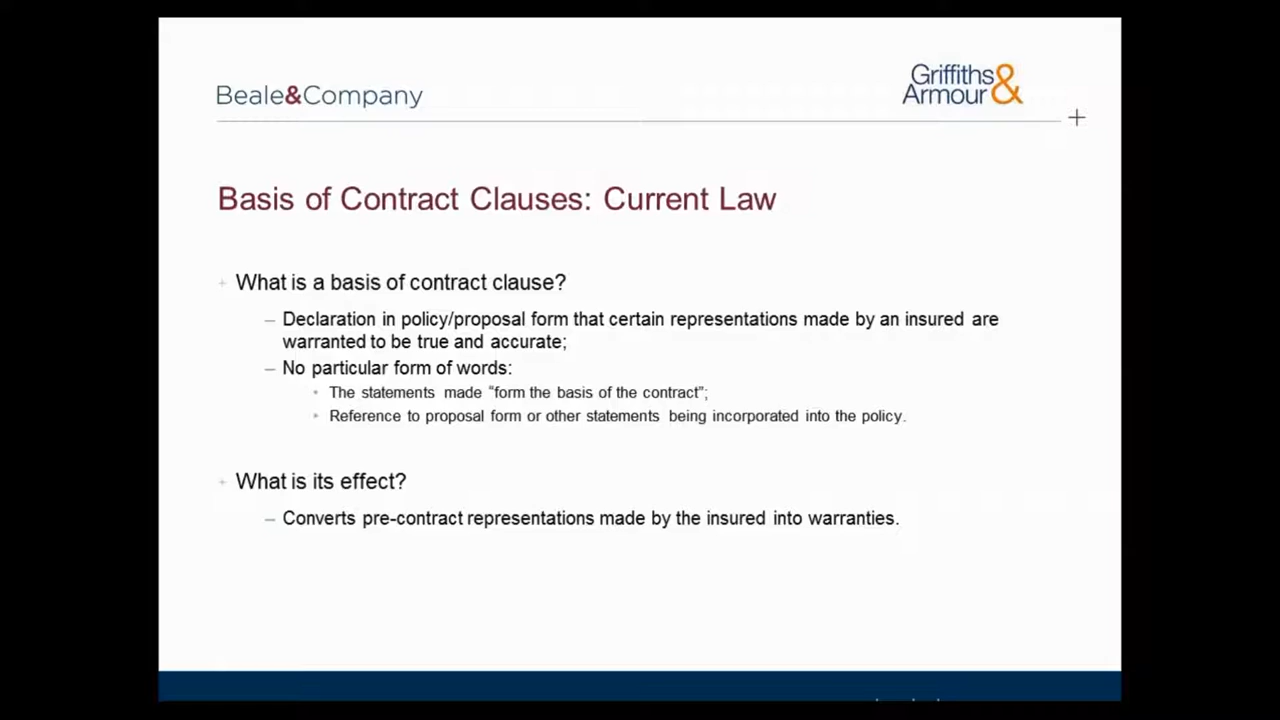 Beale&Company
Griffiths&
Armour
Basis of Contract Clauses: Current Law
What is a basis of contract clause?
– Declaration in policy/proposal form that certain representations made by an insured are
warranted to be true and accurate;
– No particular form of words:
• The statements made “form the basis of the contract”;
• Reference to proposal form or other statements being incorporated into the policy.
What is its effect?
– Converts pre-contract representations made by the insured into warranties.